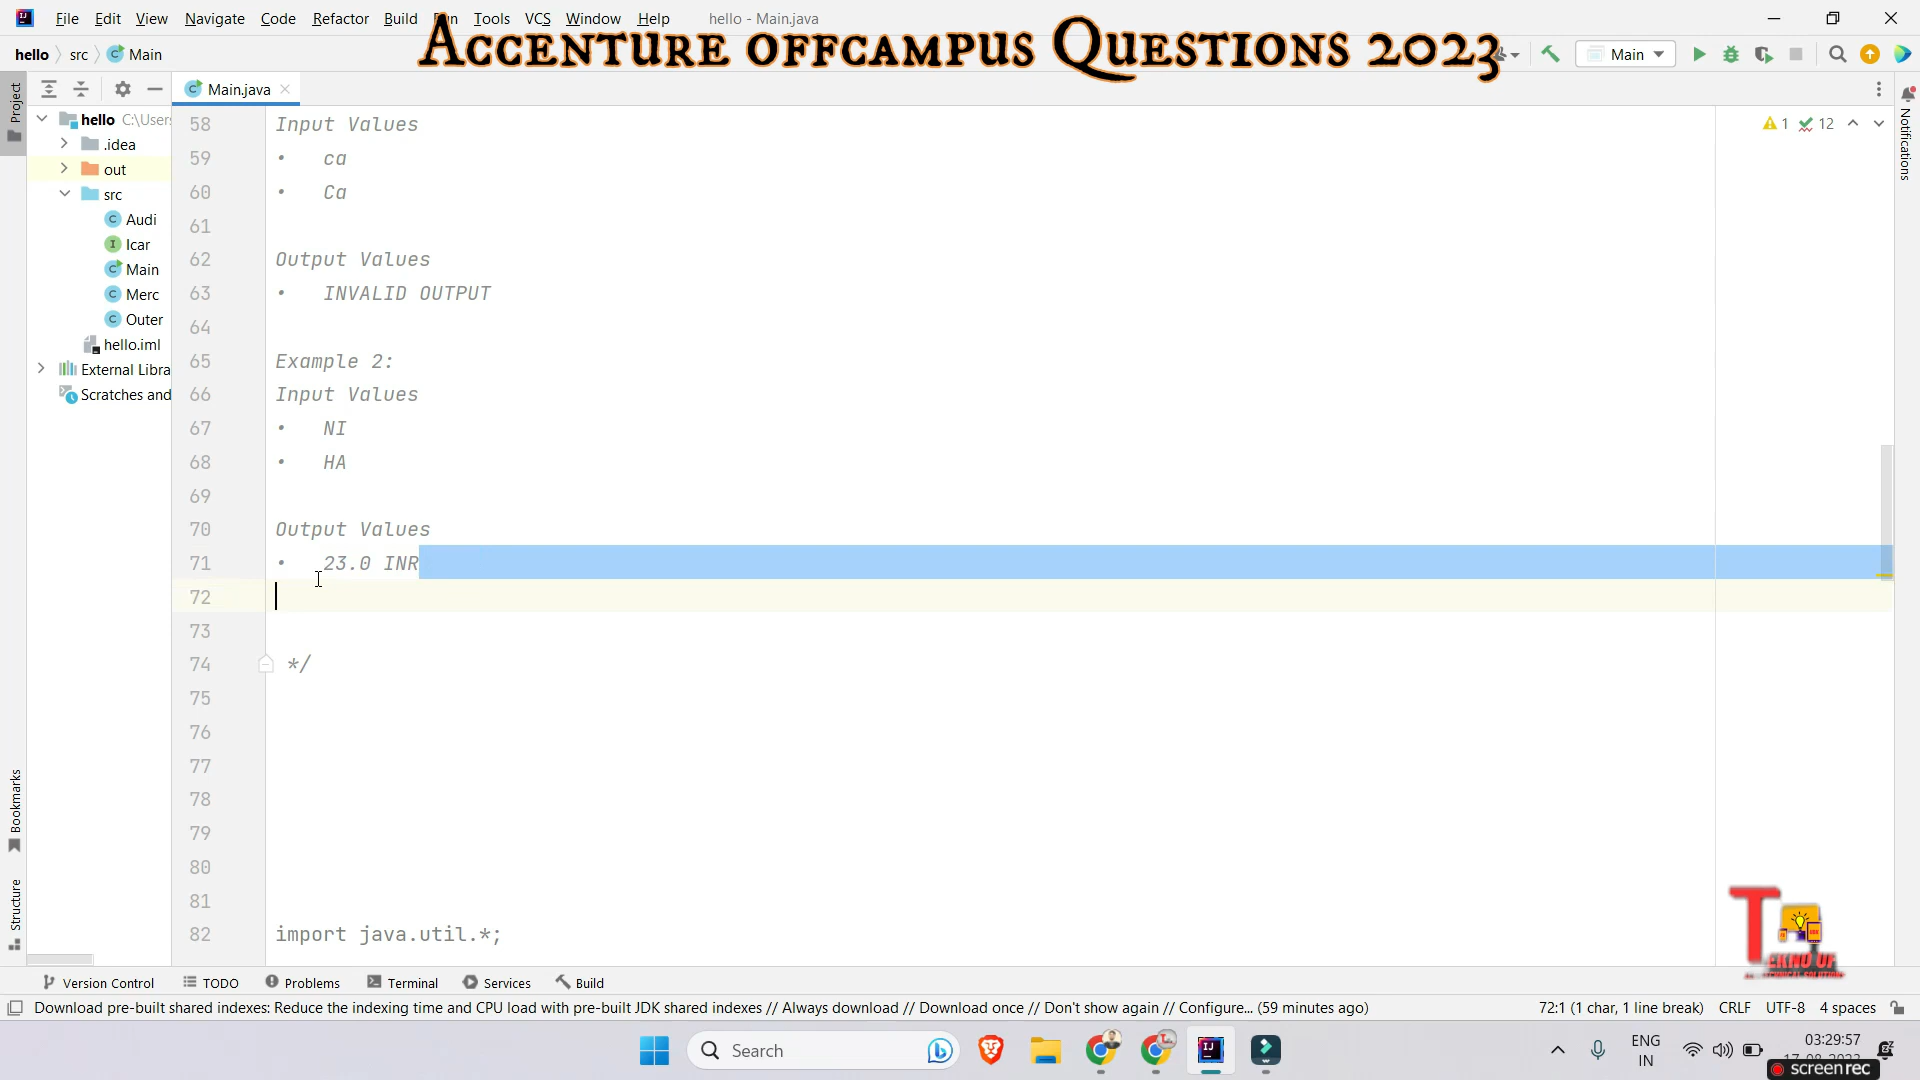 File Edit View Navigate Code Refactor Build Tools VCS Window Help hello - Main.java
Accenture offcampus Questions 2023
hello src Main
Main
Project
Main.java
Notifications
hello C:\Users
.idea
out
src
Audi
Icar
Main
Merc
Outer
hello.iml
External Libra
Scratches and
1 12
58 Input Values
59 • ca
60 • Ca
61
62 Output Values
63 • INVALID OUTPUT
64
65 Example 2:
66 Input Values
67 • NI
68 • HA
69
70 Output Values
71 • 23.0 INR
72
73
74 */
75
76
77
78
79
80
81
82 import java.util.*;
Bookmarks
Structure
Version Control TODO Problems Terminal Services Build
Download pre-built shared indexes: Reduce the indexing time and CPU load with pre-built JDK shared indexes // Always download // Download once // Don't show again // Configure... (59 minutes ago)
72:1 (1 char, 1 line break) CRLF UTF-8 4 spaces
Search
ENG
IN
03:29:57
screenrec